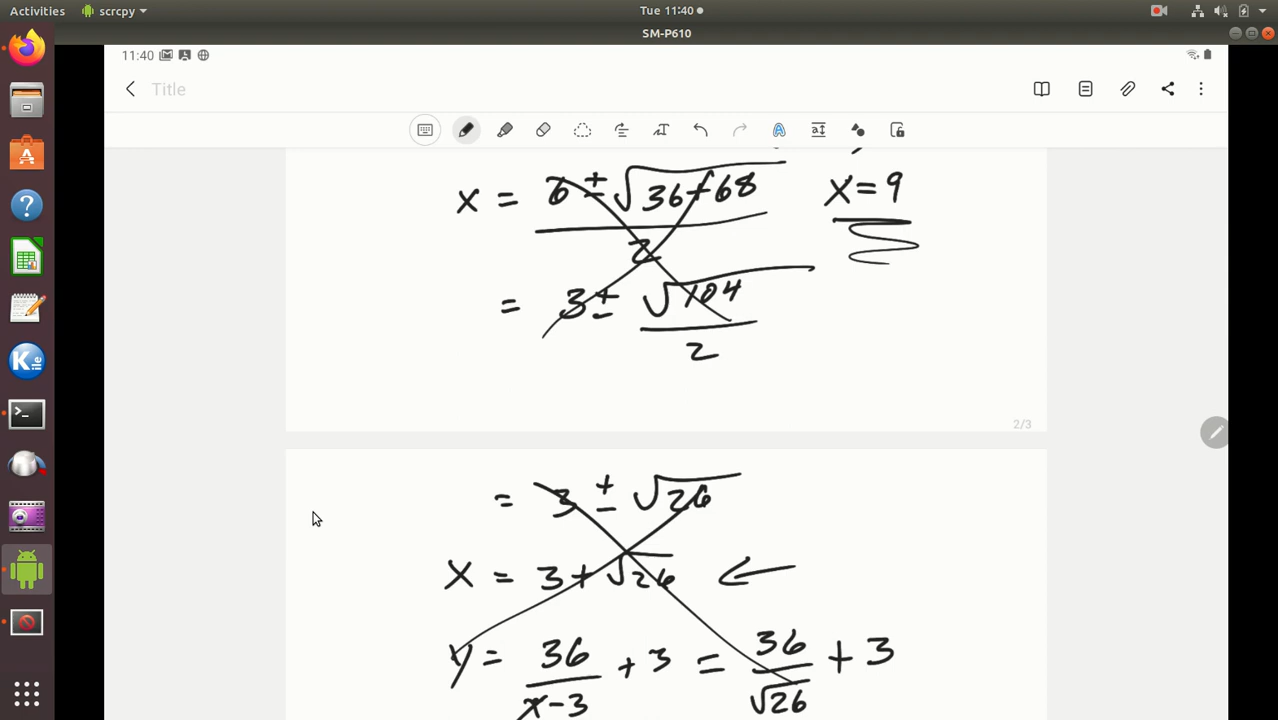 Activities scrcpy Tue 11:40
SM-P610
11:40
Title
x = 6 ± √36+68 / 2
x = 9
= 3 ± √104 / 2
2/3
= 3 ± √26
x = 3 + √26 ←
y = 36 / x-3 + 3 = 36 / √26 + 3